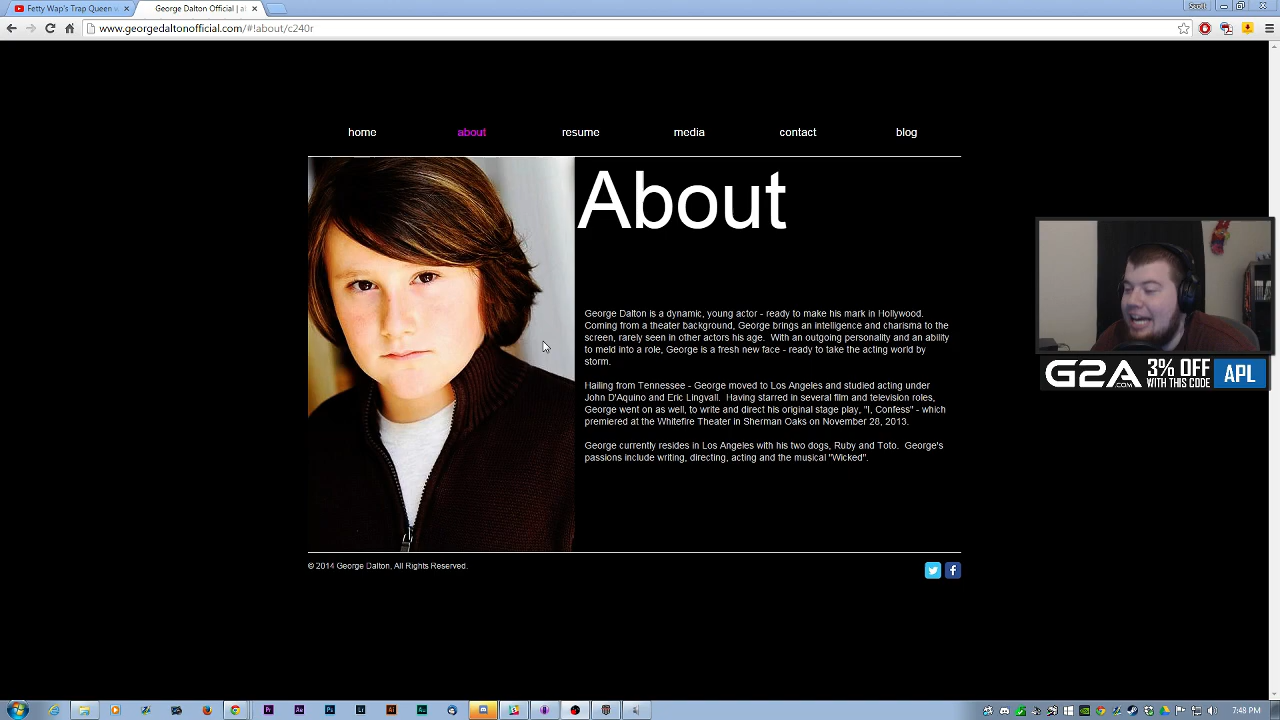 Fetty Wap's Trap Queen
George Dalton Official | a
Scott
www.georgedaltonofficial.com/#!about/c240r
home
about
resume
media
contact
blog
About
George Dalton is a dynamic, young actor - ready to make his mark in Hollywood.
Coming from a theater background, George brings an intelligence and charisma to the
screen, rarely seen in other actors his age. With an outgoing personality and an ability
to meld into a role, George is a fresh new face - ready to take the acting world by
storm.
Hailing from Tennessee - George moved to Los Angeles and studied acting under
John D'Aquino and Eric Lingvall. Having starred in several film and television roles,
George went on as well, to write and direct his original stage play, "I, Confess" - which
premiered at the Whitefire Theater in Sherman Oaks on November 28, 2013.
George currently resides in Los Angeles with his two dogs, Ruby and Toto. George's
passions include writing, directing, acting and the musical "Wicked".
G2A
.COM
3% OFF
WITH THIS CODE
APL
© 2014 George Dalton, All Rights Reserved.
Pr
Ae
Ps
Lr
Ai
Au
7:48 PM